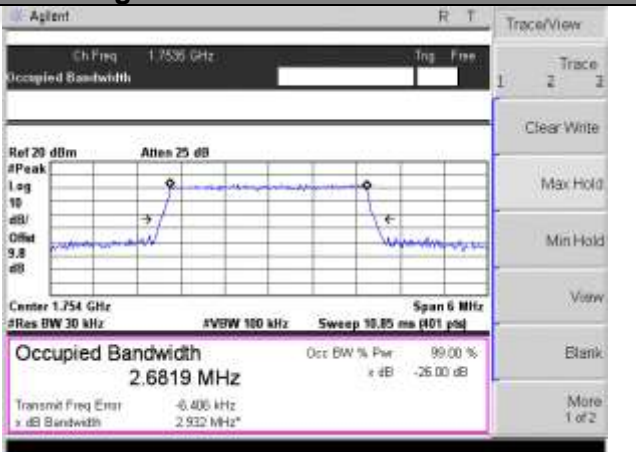 Agilent R T
Trace/View
Ch Freq 1.7535 GHz Trig Free
Occupied Bandwidth
Trace
1 2 3
Clear Write
Ref 20 dBm Atten 25 dB
#Peak
Log
10
dB/
Offst
9.8
dB
Max Hold
Min Hold
View
Center 1.754 GHz Span 6 MHz
#Res BW 30 kHz #VBW 100 kHz Sweep 10.85 ms (401 pts)
Occupied Bandwidth Occ BW % Pwr 99.00 %
2.6819 MHz x dB -26.00 dB
Blank
Transmit Freq Error -6.406 kHz
x dB Bandwidth 2.932 MHz*
More
1 of 2